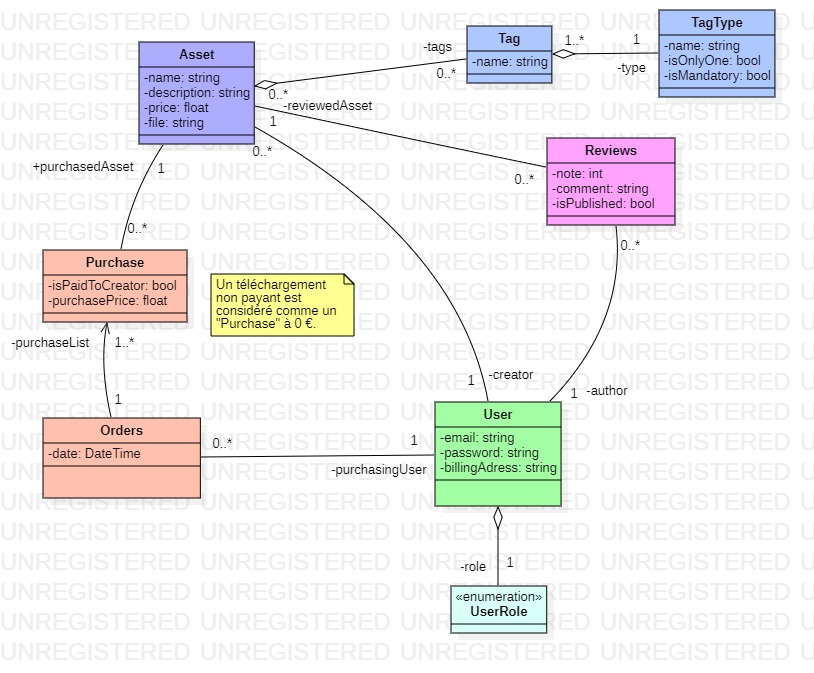 TagType
-name: string
-isOnlyOne: bool
-isMandatory: bool
Tag
-name: string
-tags
0..*
1..*
1
-type
Asset
-name: string
-description: string
-price: float
-file: string
0..*
-reviewedAsset
1
0..*
Reviews
-note: int
-comment: string
-isPublished: bool
0..*
0..*
+purchasedAsset
1
0..*
Purchase
-isPaidToCreator: bool
-purchasePrice: float
Un téléchargement
non payant est
considéré comme un
"Purchase" à 0 €.
-purchaseList
1..*
1
1
-creator
1
-author
Orders
-date: DateTime
0..*
1
-purchasingUser
User
-email: string
-password: string
-billingAdress: string
-role
1
«enumeration»
UserRole
UNREGISTERED UNREGISTERED UNREGISTERED UNREGISTERED